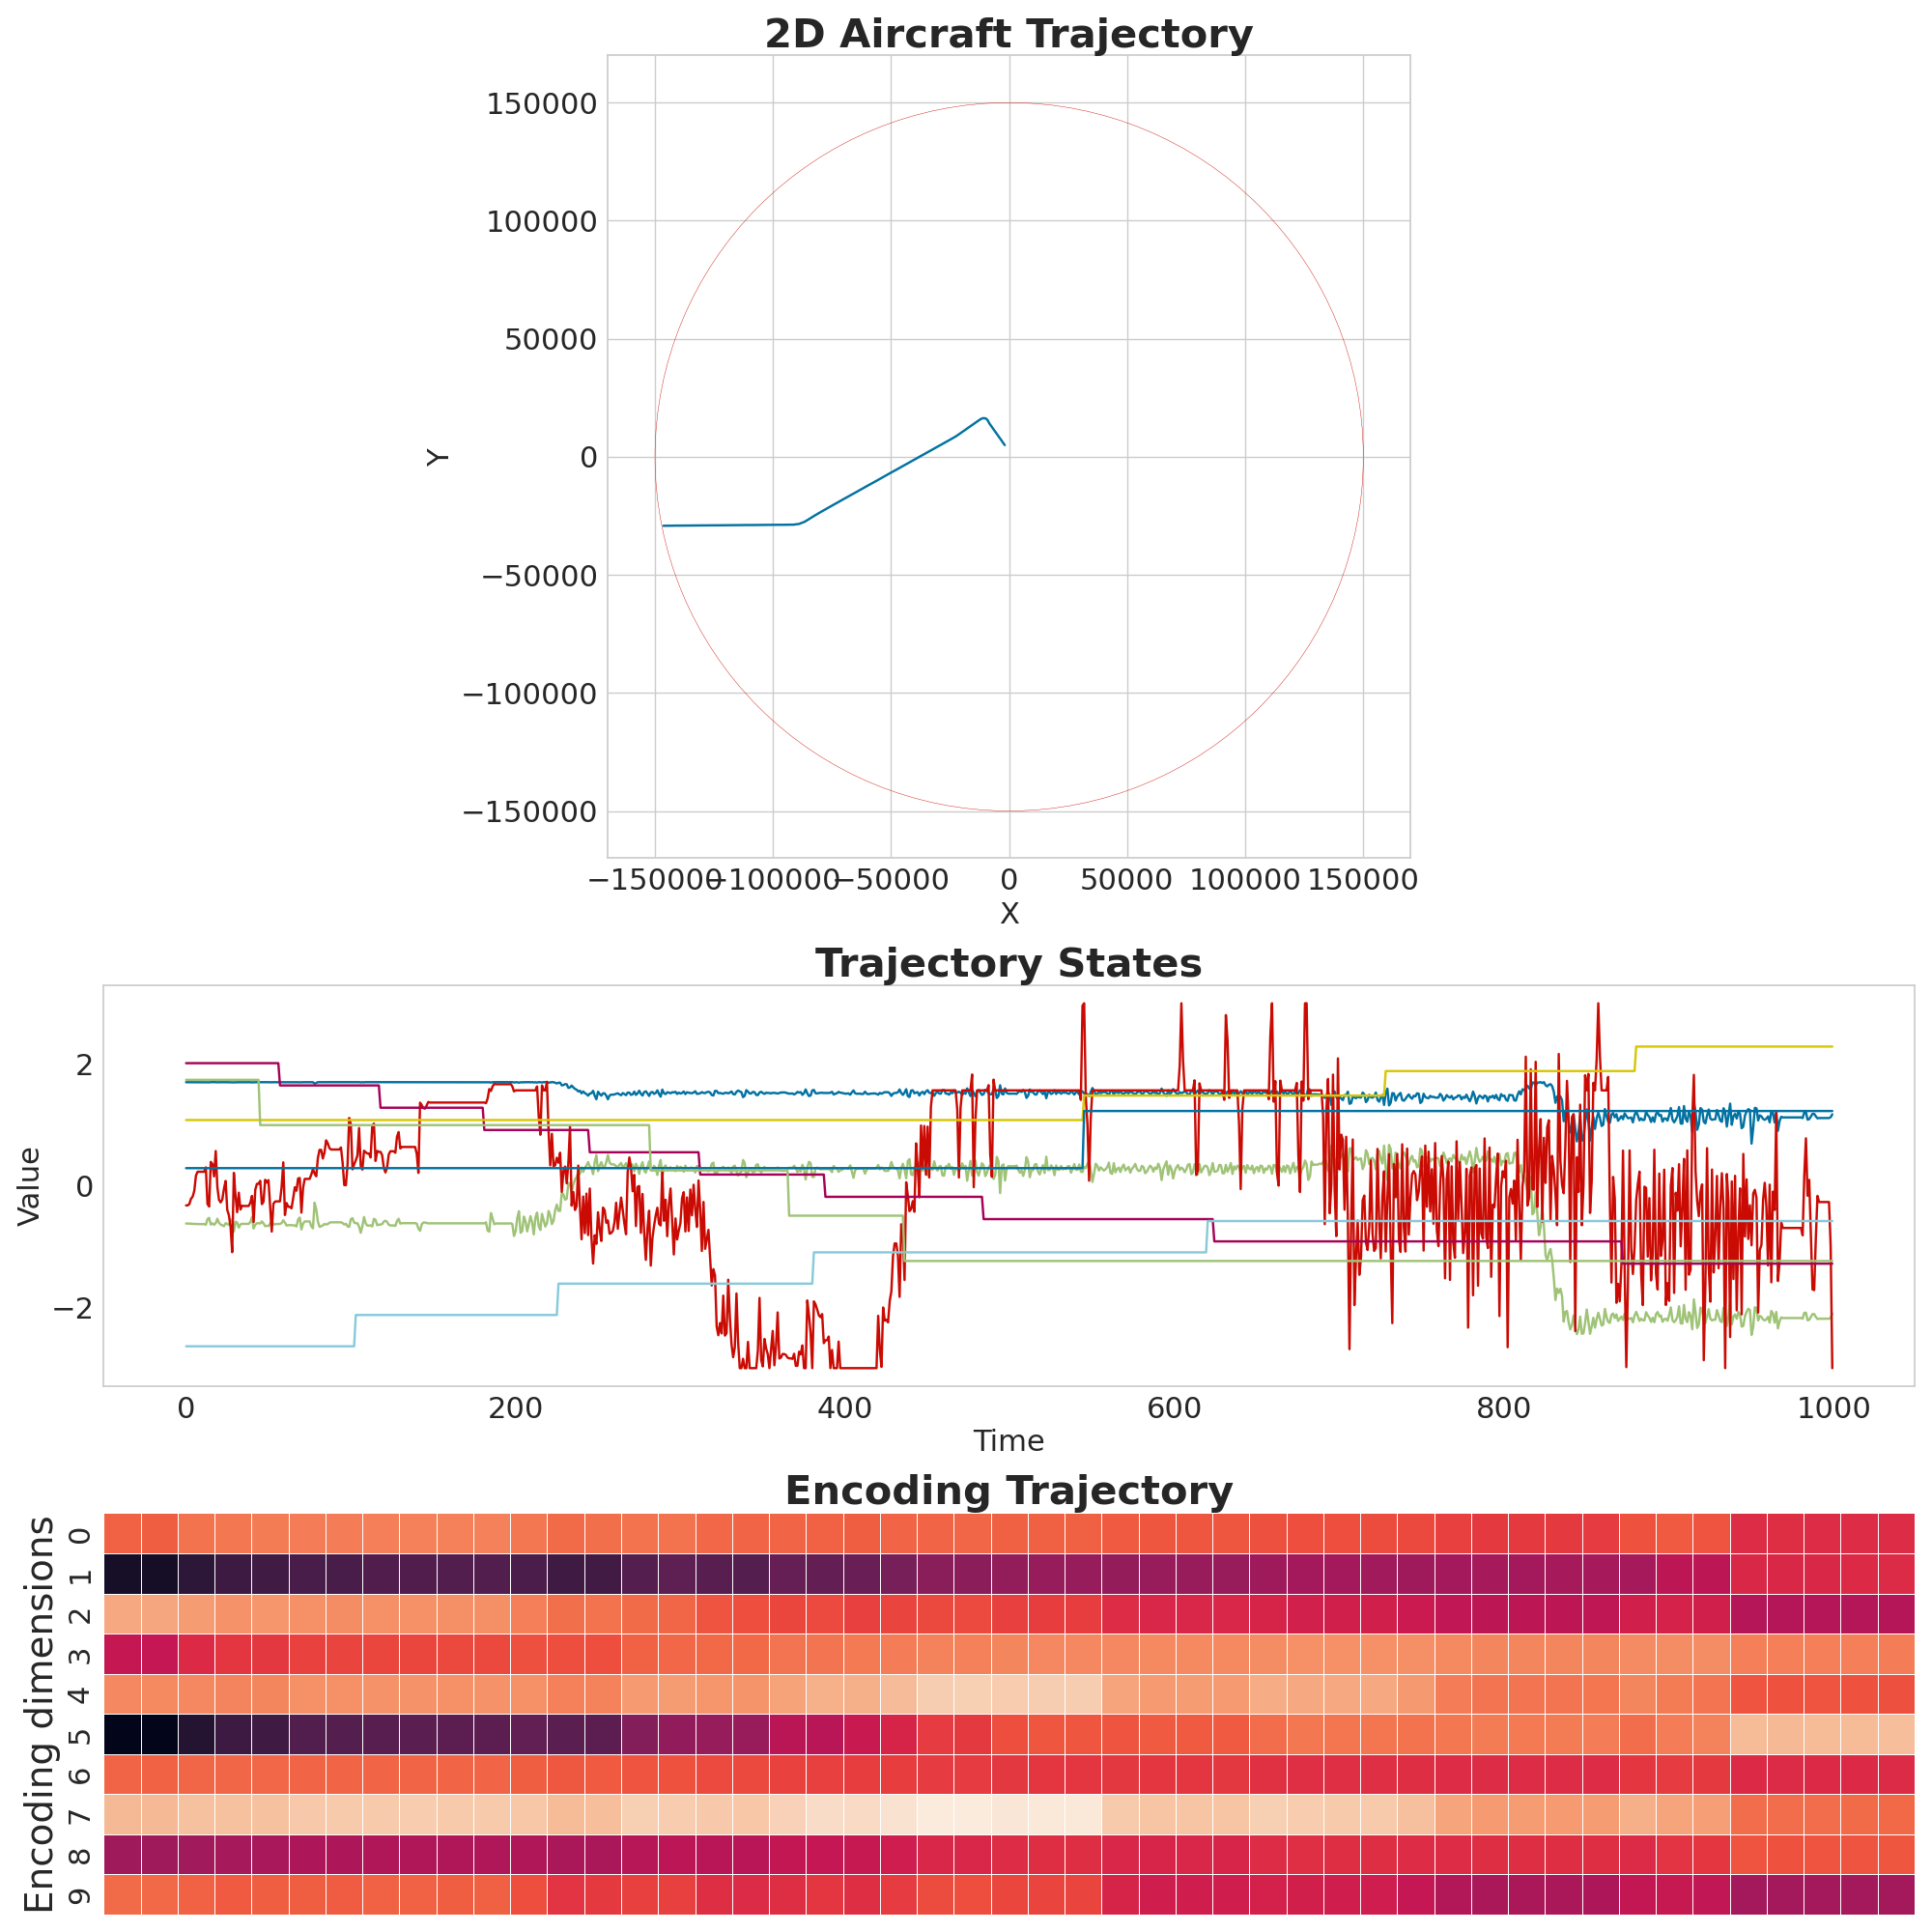 2D Aircraft Trajectory
150000
100000
50000
0
−50000
−100000
−150000
Y
−150000 −100000 −50000 0 50000 100000 150000
X
Trajectory States
2
0
−2
Value
0 200 400 600 800 1000
Time
Encoding Trajectory
Encoding dimensions
0
1
2
3
4
5
6
7
8
9